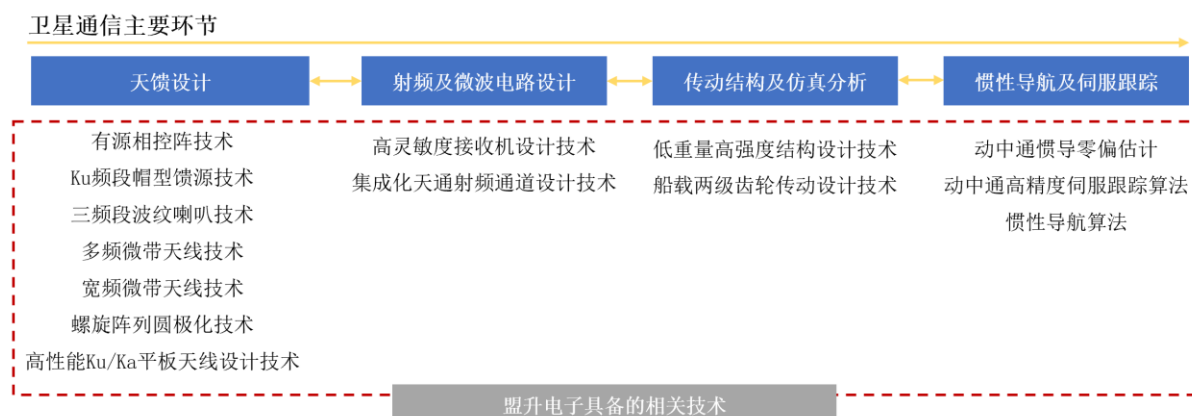 卫星通信主要环节
天馈设计
射频及微波电路设计
传动结构及仿真分析
惯性导航及伺服跟踪
有源相控阵技术
Ku频段帽型馈源技术
三频段波纹喇叭技术
多频微带天线技术
宽频微带天线技术
螺旋阵列圆极化技术
高性能Ku/Ka平板天线设计技术
高灵敏度接收机设计技术
集成化天通射频通道设计技术
低重量高强度结构设计技术
船载两级齿轮传动设计技术
动中通惯导零偏估计
动中通高精度伺服跟踪算法
惯性导航算法
盟升电子具备的相关技术